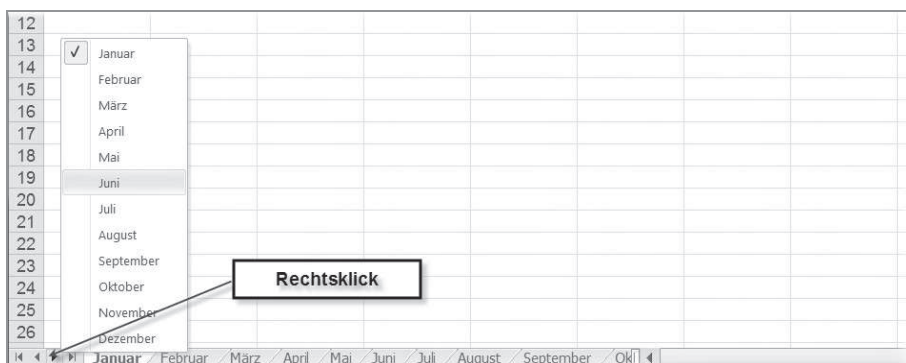 12
13
14
15
16
17
18
19
20
21
22
23
24
25
26
Januar
Februar
März
April
Mai
Juni
Juli
August
September
Oktober
November
Dezember
Rechtsklick
Januar Februar März April Mai Juni Juli August September Ok